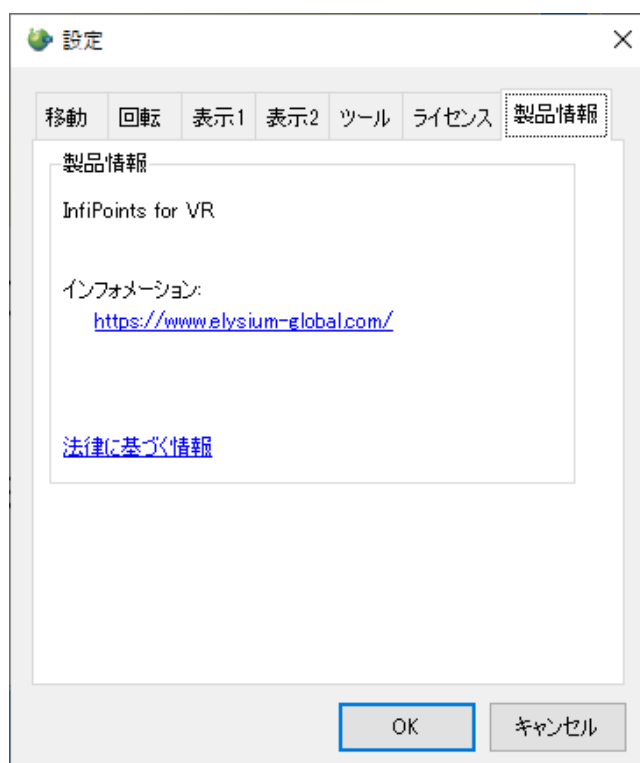 設定
移動 回転 表示1 表示2 ツール ライセンス 製品情報
製品情報
InfiPoints for VR
インフォメーション:
https://www.elysium-global.com/
法律に基づく情報
OK キャンセル